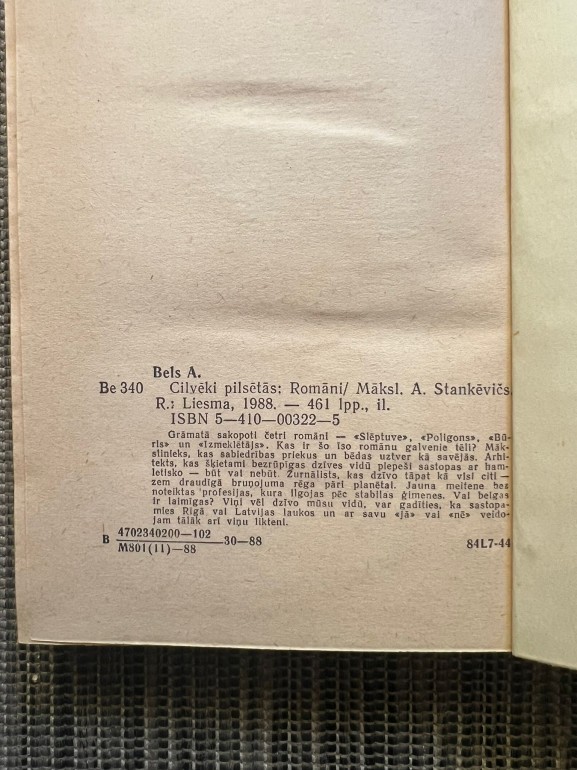 Bels A.
Be 340 Cilvēki pilsētās: Romāni/ Māksl. A. Stankēvičs.
R.: Liesma, 1988. — 461 lpp., il.
ISBN 5—410—00322—5
Grāmatā sakopoti četri romāni — «Slēptuve», «Poligons», «Bū-
ris» un «Izmeklētājs». Kas ir šo īso romānu galvenie tēli? Māk-
slinieks, kas sabiedrības priekus un bēdas uztver kā savējās. Arhi-
tekts, kas šķietami bezrūpīgas dzīves vidū piepeši sastopas ar ham-
letisko — būt vai nebūt. Žurnālists, kas dzīvo tāpat kā visi citi —
zem draudīgā bruņojuma rēga pāri planētai. Jauna meitene bez
noteiktas profesijas, kura ilgojas pēc stabilas ģimenes. Vai beigās
ir laimīgas? Viņi vēl dzīvo mūsu vidū, var gadīties, ka sastopa-
mies Rīgā vai Latvijas laukos un ar savu «jā» vai «nē» veido-
jam tālāk arī viņu likteni.
B 4702340200—102
M801(11)—88
30—88
84L7-44